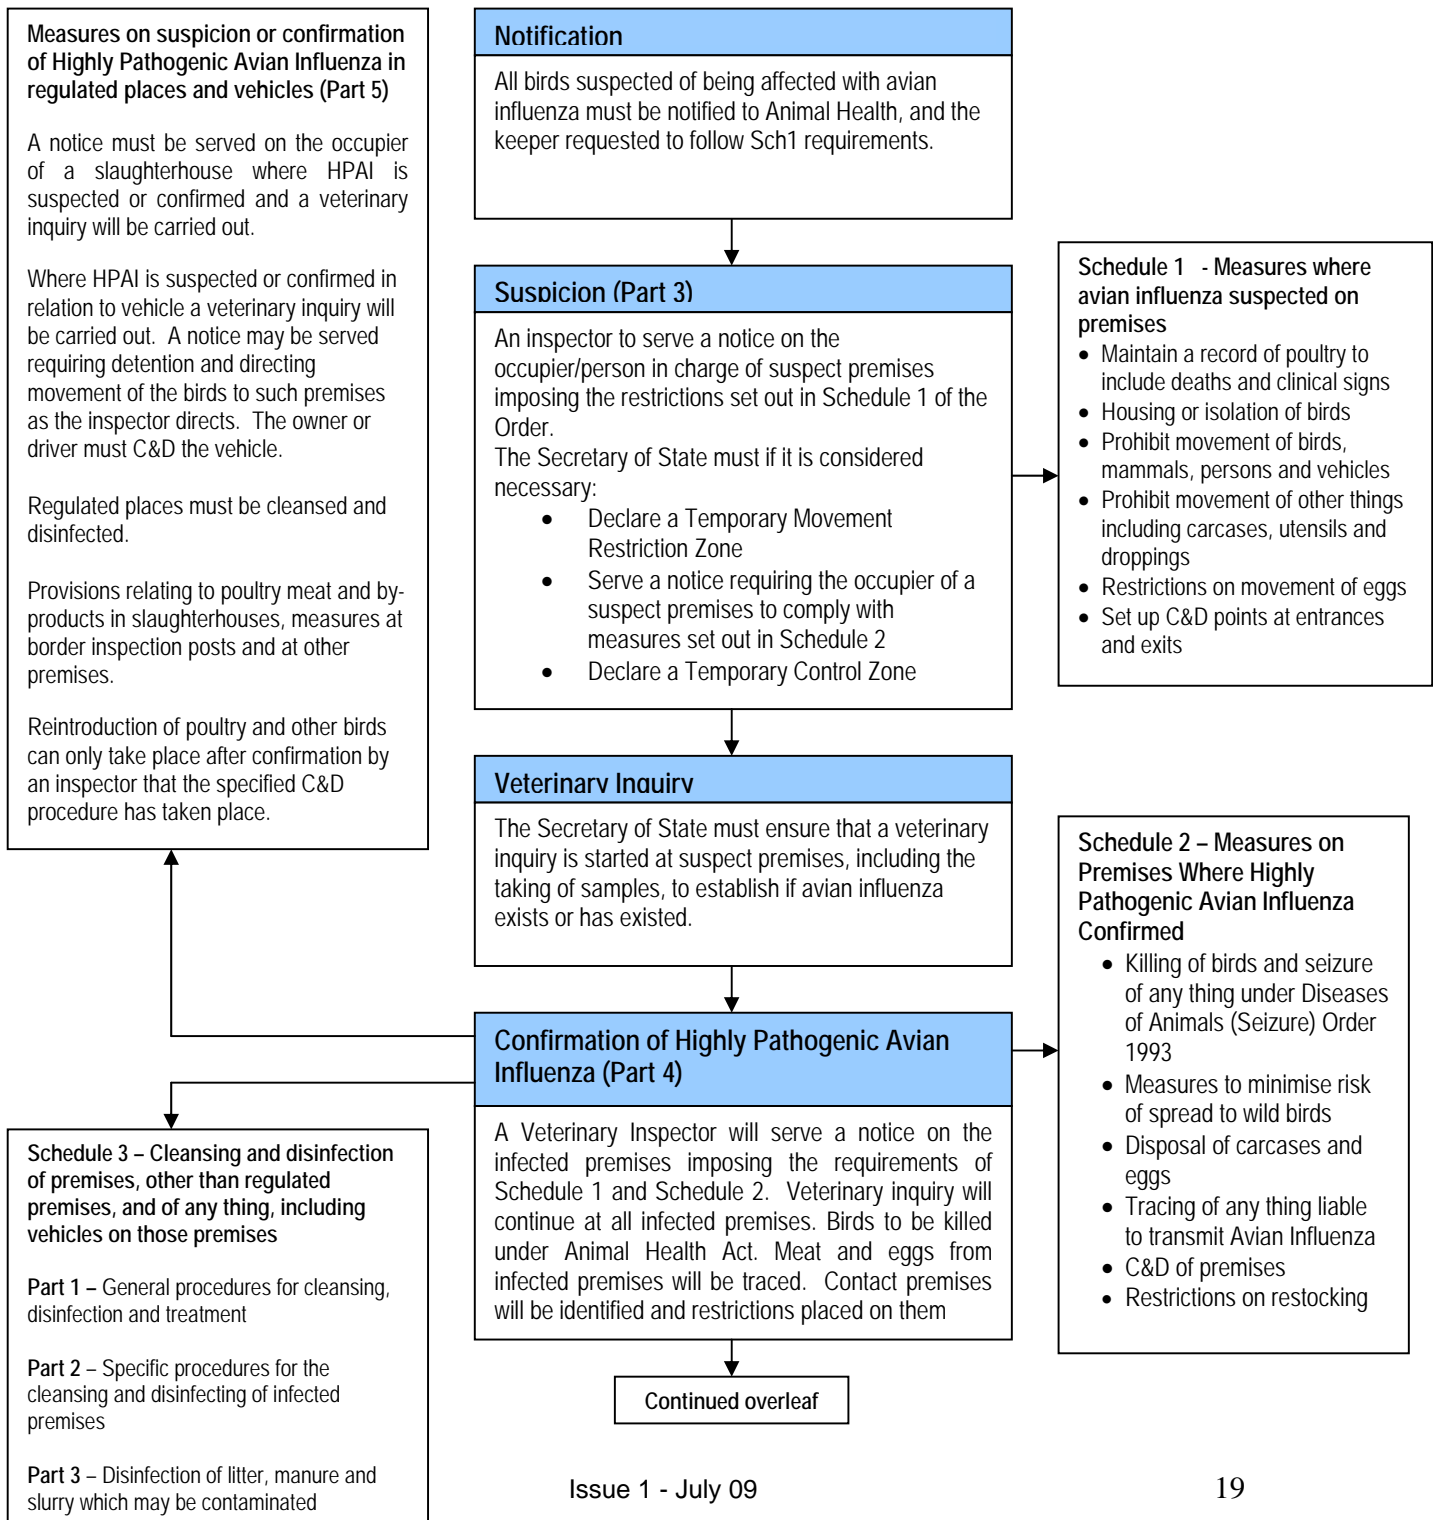 Measures on suspicion or confirmation
of Highly Pathogenic Avian Influenza in
regulated places and vehicles (Part 5)
A notice must be served on the occupier
of a slaughterhouse where HPAI is
suspected or confirmed and a veterinary
inquiry will be carried out.
Where HPAI is suspected or confirmed in
relation to vehicle a veterinary inquiry will
be carried out. A notice may be served
requiring detention and directing
movement of the birds to such premises
as the inspector directs. The owner or
driver must C&D the vehicle.
Regulated places must be cleansed and
disinfected.
Provisions relating to poultry meat and by-
products in slaughterhouses, measures at
border inspection posts and at other
premises.
Reintroduction of poultry and other birds
can only take place after confirmation by
an inspector that the specified C&D
procedure has taken place.
Notification
All birds suspected of being affected with avian
influenza must be notified to Animal Health, and the
keeper requested to follow Sch1 requirements.
Suspicion (Part 3)
An inspector to serve a notice on the
occupier/person in charge of suspect premises
imposing the restrictions set out in Schedule 1 of the
Order.
The Secretary of State must if it is considered
necessary:
• Declare a Temporary Movement
Restriction Zone
• Serve a notice requiring the occupier of a
suspect premises to comply with
measures set out in Schedule 2
• Declare a Temporary Control Zone
Schedule 1 - Measures where
avian influenza suspected on
premises
• Maintain a record of poultry to
include deaths and clinical signs
• Housing or isolation of birds
• Prohibit movement of birds,
mammals, persons and vehicles
• Prohibit movement of other things
including carcases, utensils and
droppings
• Restrictions on movement of eggs
• Set up C&D points at entrances
and exits
Veterinary Inquiry
The Secretary of State must ensure that a veterinary
inquiry is started at suspect premises, including the
taking of samples, to establish if avian influenza
exists or has existed.
Confirmation of Highly Pathogenic Avian
Influenza (Part 4)
A Veterinary Inspector will serve a notice on the
infected premises imposing the requirements of
Schedule 1 and Schedule 2. Veterinary inquiry will
continue at all infected premises. Birds to be killed
under Animal Health Act. Meat and eggs from
infected premises will be traced. Contact premises
will be identified and restrictions placed on them
Schedule 2 – Measures on
Premises Where Highly
Pathogenic Avian Influenza
Confirmed
• Killing of birds and seizure
of any thing under Diseases
of Animals (Seizure) Order
1993
• Measures to minimise risk
of spread to wild birds
• Disposal of carcases and
eggs
• Tracing of any thing liable
to transmit Avian Influenza
• C&D of premises
• Restrictions on restocking
Schedule 3 – Cleansing and disinfection
of premises, other than regulated
premises, and of any thing, including
vehicles on those premises
Part 1 – General procedures for cleansing,
disinfection and treatment
Part 2 – Specific procedures for the
cleansing and disinfecting of infected
premises
Part 3 – Disinfection of litter, manure and
slurry which may be contaminated
Continued overleaf
Issue 1 - July 09
19